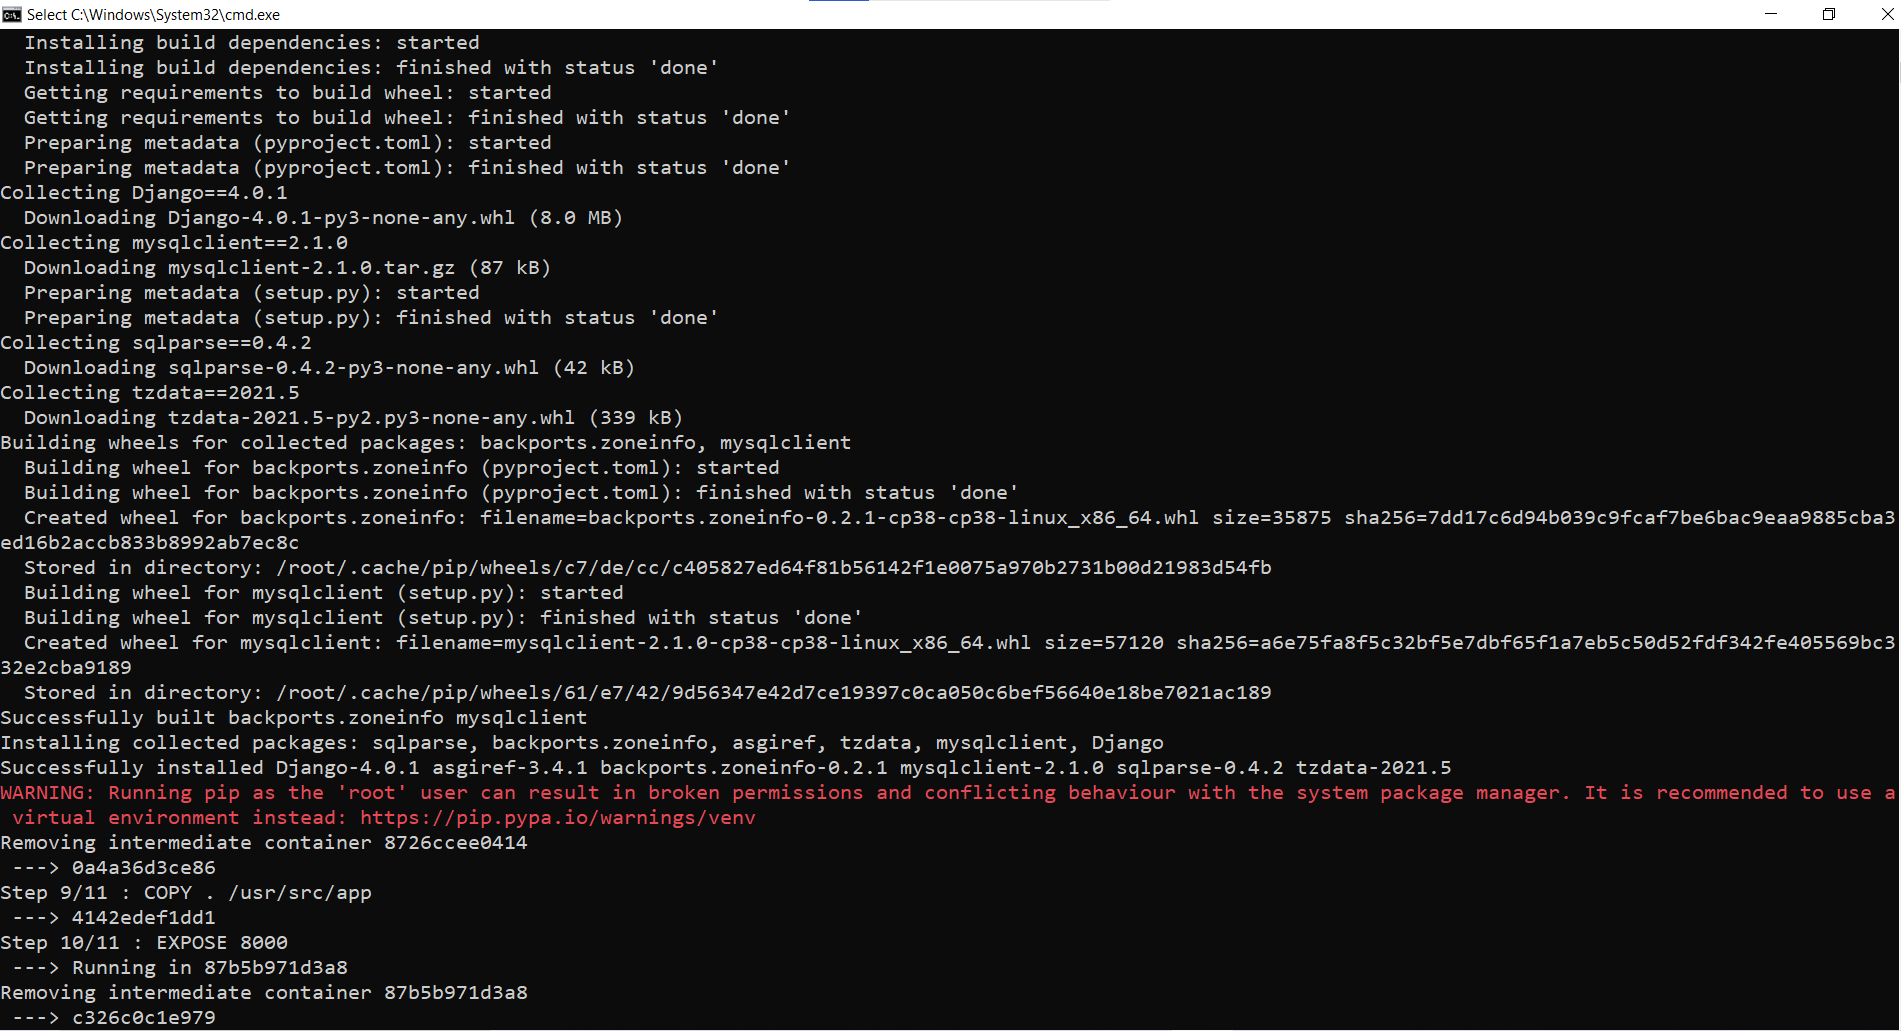 Select C:\Windows\System32\cmd.exe
  Installing build dependencies: started
  Installing build dependencies: finished with status 'done'
  Getting requirements to build wheel: started
  Getting requirements to build wheel: finished with status 'done'
  Preparing metadata (pyproject.toml): started
  Preparing metadata (pyproject.toml): finished with status 'done'
Collecting Django==4.0.1
  Downloading Django-4.0.1-py3-none-any.whl (8.0 MB)
Collecting mysqlclient==2.1.0
  Downloading mysqlclient-2.1.0.tar.gz (87 kB)
  Preparing metadata (setup.py): started
  Preparing metadata (setup.py): finished with status 'done'
Collecting sqlparse==0.4.2
  Downloading sqlparse-0.4.2-py3-none-any.whl (42 kB)
Collecting tzdata==2021.5
  Downloading tzdata-2021.5-py2.py3-none-any.whl (339 kB)
Building wheels for collected packages: backports.zoneinfo, mysqlclient
  Building wheel for backports.zoneinfo (pyproject.toml): started
  Building wheel for backports.zoneinfo (pyproject.toml): finished with status 'done'
  Created wheel for backports.zoneinfo: filename=backports.zoneinfo-0.2.1-cp38-cp38-linux_x86_64.whl size=35875 sha256=7dd17c6d94b039c9fcaf7be6bac9eaa9885cba3
ed16b2accb833b8992ab7ec8c
  Stored in directory: /root/.cache/pip/wheels/c7/de/cc/c405827ed64f81b56142f1e0075a970b2731b00d21983d54fb
  Building wheel for mysqlclient (setup.py): started
  Building wheel for mysqlclient (setup.py): finished with status 'done'
  Created wheel for mysqlclient: filename=mysqlclient-2.1.0-cp38-cp38-linux_x86_64.whl size=57120 sha256=a6e75fa8f5c32bf5e7dbf65f1a7eb5c50d52fdf342fe405569bc3
32e2cba9189
  Stored in directory: /root/.cache/pip/wheels/61/e7/42/9d56347e42d7ce19397c0ca050c6bef56640e18be7021ac189
Successfully built backports.zoneinfo mysqlclient
Installing collected packages: sqlparse, backports.zoneinfo, asgiref, tzdata, mysqlclient, Django
Successfully installed Django-4.0.1 asgiref-3.4.1 backports.zoneinfo-0.2.1 mysqlclient-2.1.0 sqlparse-0.4.2 tzdata-2021.5
WARNING: Running pip as the 'root' user can result in broken permissions and conflicting behaviour with the system package manager. It is recommended to use a
 virtual environment instead: https://pip.pypa.io/warnings/venv
Removing intermediate container 8726ccee0414
 ---> 0a4a36d3ce86
Step 9/11 : COPY . /usr/src/app
 ---> 4142edef1dd1
Step 10/11 : EXPOSE 8000
 ---> Running in 87b5b971d3a8
Removing intermediate container 87b5b971d3a8
 ---> c326c0c1e979